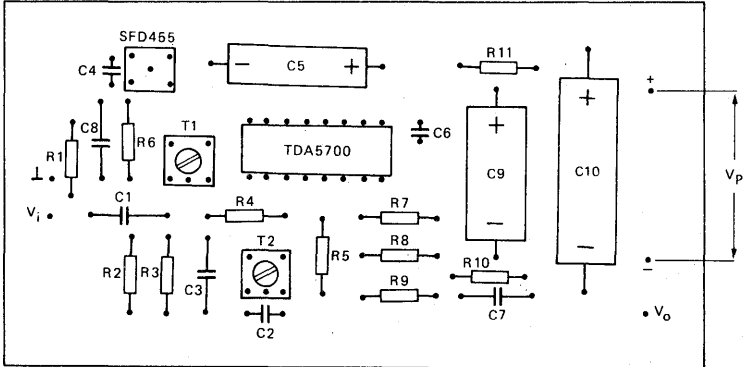 SFD455
C4
C5
R11
C8
R6
T1
R1
TDA5700
C6
C9
C10
+
Vp
⊥
Vi
C1
R4
R7
T2
R5
R8
R2
R3
C3
R9
R10
C7
C2
−
Vo